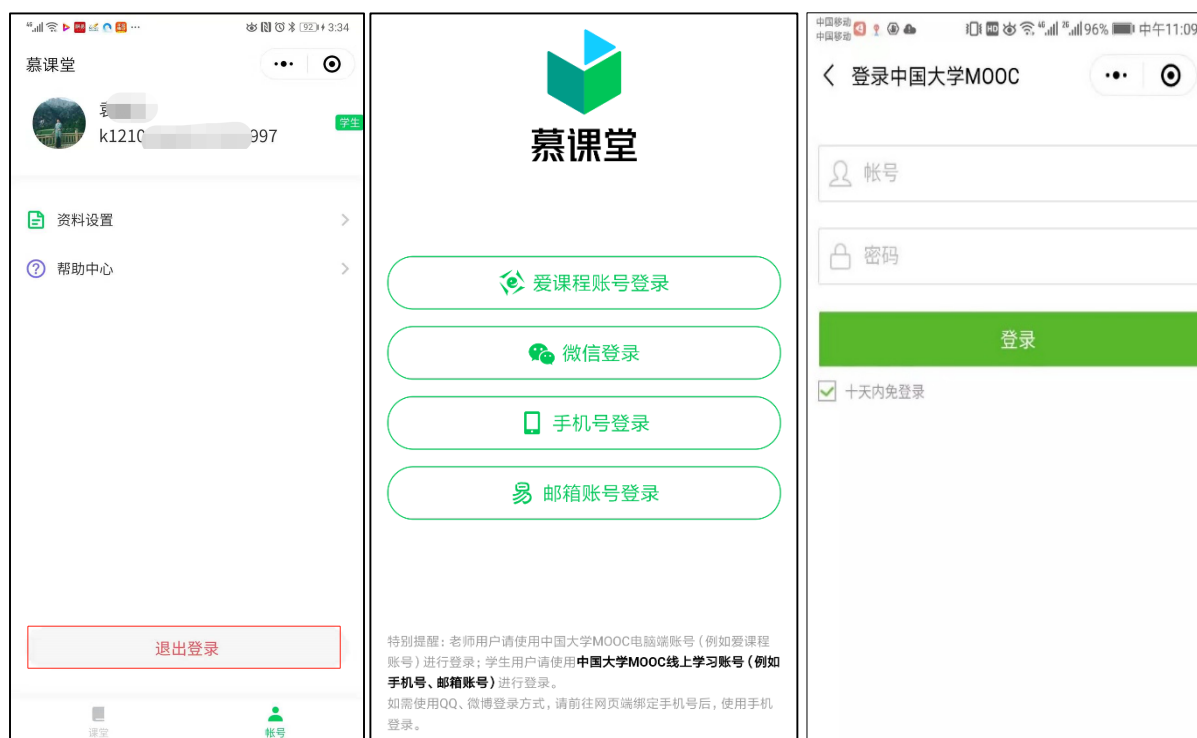 3:34
慕课堂
袁
k1210
997
学生
资料设置
帮助中心
退出登录
课堂
帐号
慕课堂
爱课程账号登录
微信登录
手机号登录
邮箱账号登录
特别提醒：老师用户请使用中国大学MOOC电脑端账号（例如爱课程
账号）进行登录；学生用户请使用中国大学MOOC线上学习账号（例如
手机号、邮箱账号）进行登录。
如需使用QQ、微博登录方式，请前往网页端绑定手机号后，使用手机
登录。
中国移动
中国移动
96%
中午11:09
登录中国大学MOOC
帐号
密码
登录
十天内免登录